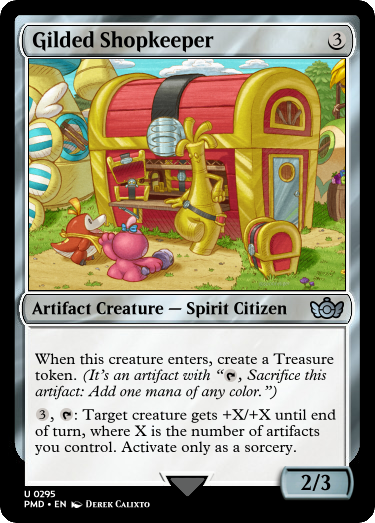 Gilded Shopkeeper 3
Artifact Creature — Spirit Citizen
When this creature enters, create a Treasure
token. (It's an artifact with “T, Sacrifice this
artifact: Add one mana of any color.”)
3, T: Target creature gets +X/+X until end
of turn, where X is the number of artifacts
you control. Activate only as a sorcery.
2/3
U 0295
PMD • EN Derek Calixto